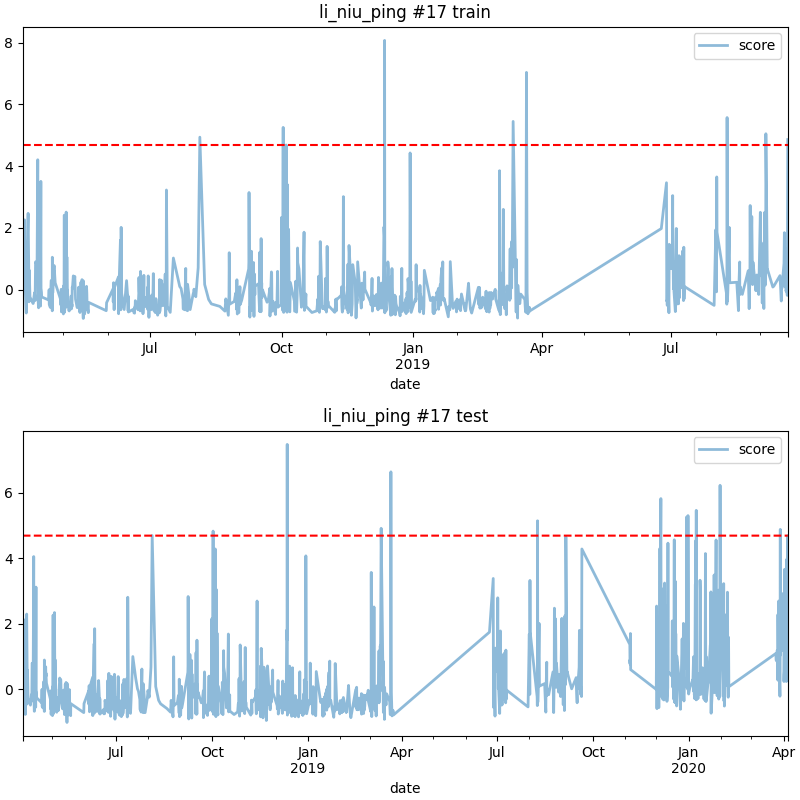 li_niu_ping #17 train
score
8
6
4
2
0
Jul
Oct
Jan
2019
Apr
Jul
date
li_niu_ping #17 test
score
6
4
2
0
Jul
Oct
Jan
2019
Apr
Jul
Oct
Jan
2020
Apr
date